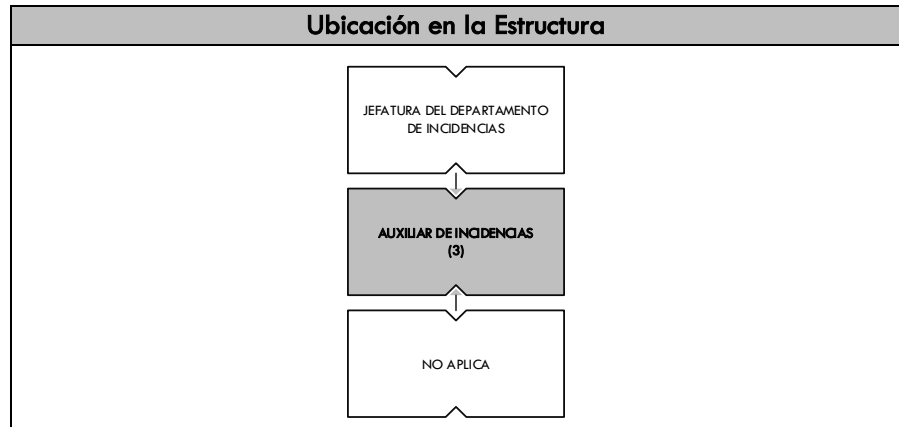 Ubicación en la Estructura
JEFATURA DEL DEPARTAMENTO
DE INCIDENCIAS
AUXILIAR DE INCIDENCIAS
(3)
NO APLICA